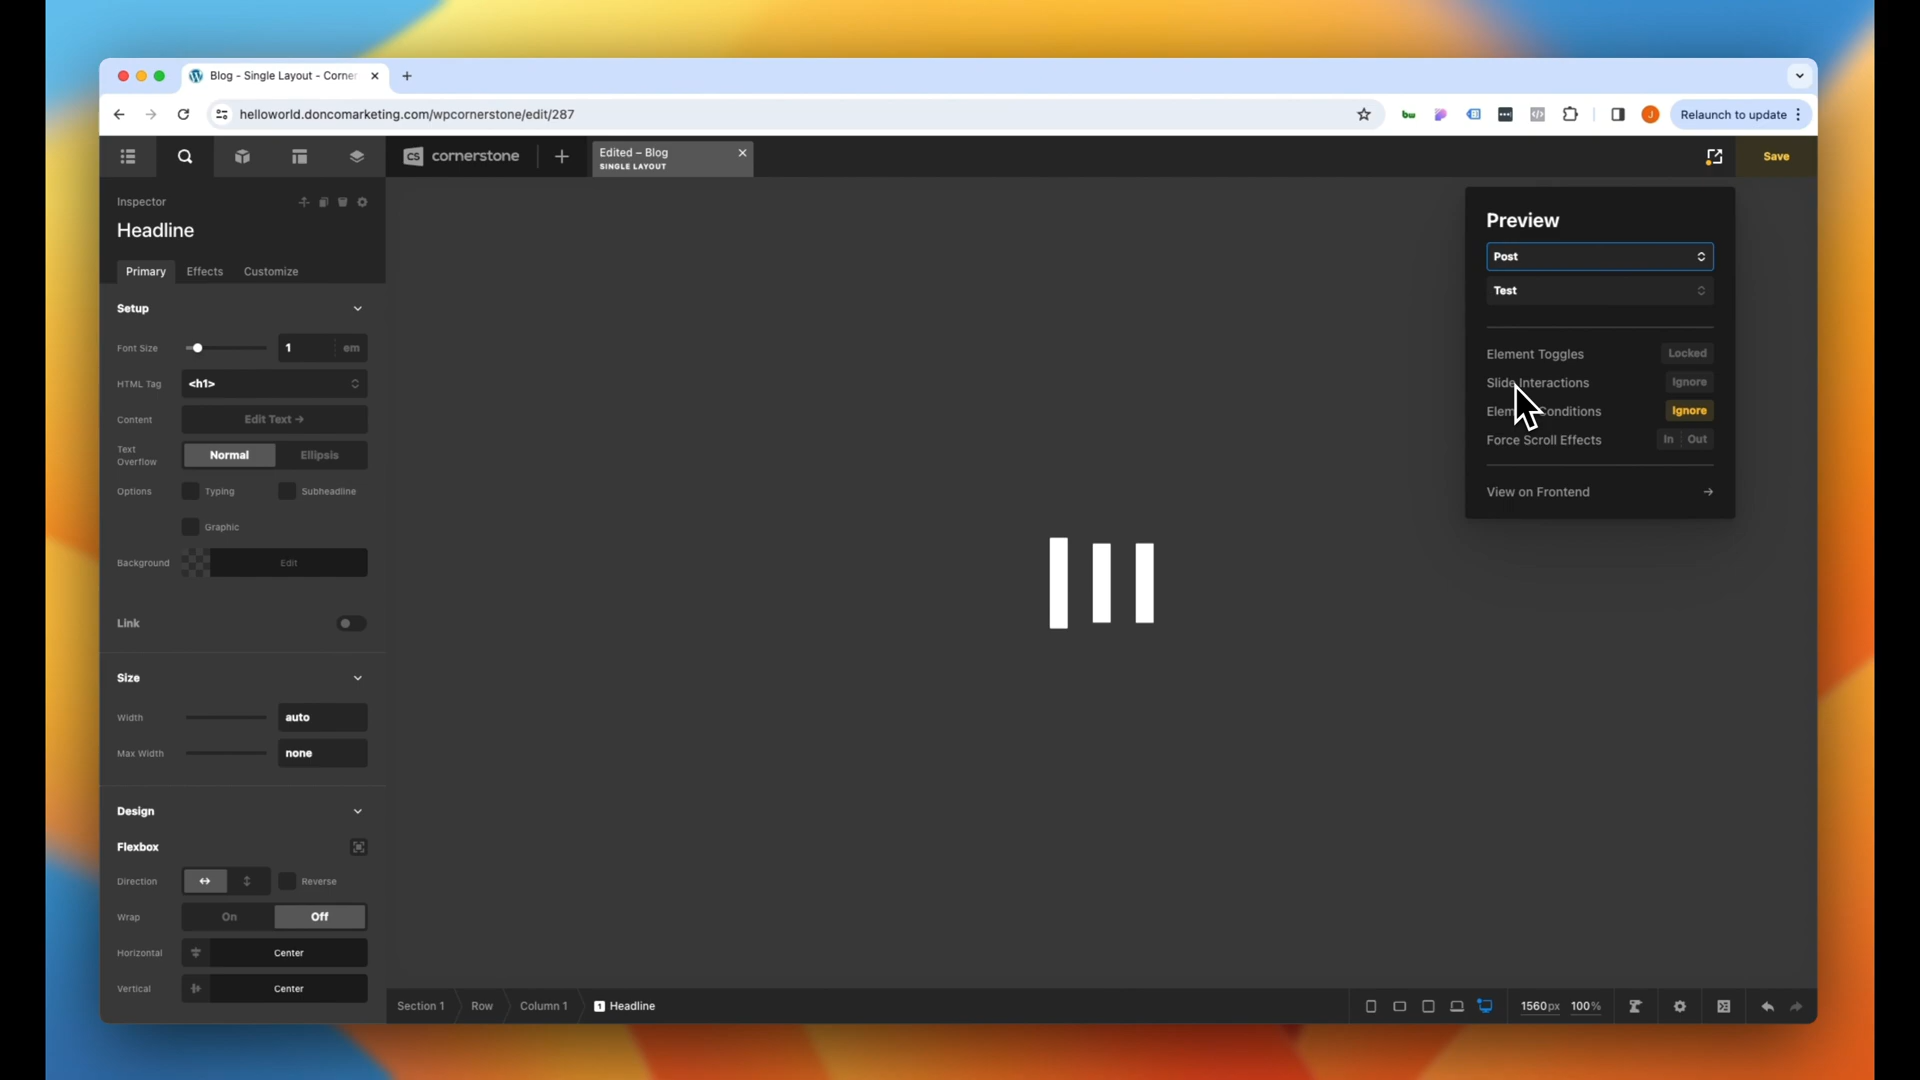 Blog - Single Layout - Corner
helloworld.doncomarketing.com/wpcornerstone/edit/287
Relaunch to update
cornerstone
Edited – Blog
SINGLE LAYOUT
Save
Inspector
Headline
Primary
Effects
Customize
Setup
Font Size
1
em
HTML Tag
<h1>
Content
Edit Text →
Text
Overflow
Normal
Ellipsis
Options
Typing
Subheadline
Graphic
Background
Edit
Link
Size
Width
auto
Max Width
none
Design
Flexbox
Direction
Reverse
Wrap
On
Off
Horizontal
Center
Vertical
Center
Preview
Post
Test
Element Toggles
Locked
Slide Interactions
Ignore
Conditions
Ignore
Force Scroll Effects
In
Out
View on Frontend
Section 1
Row
Column 1
1 Headline
1560px
100%